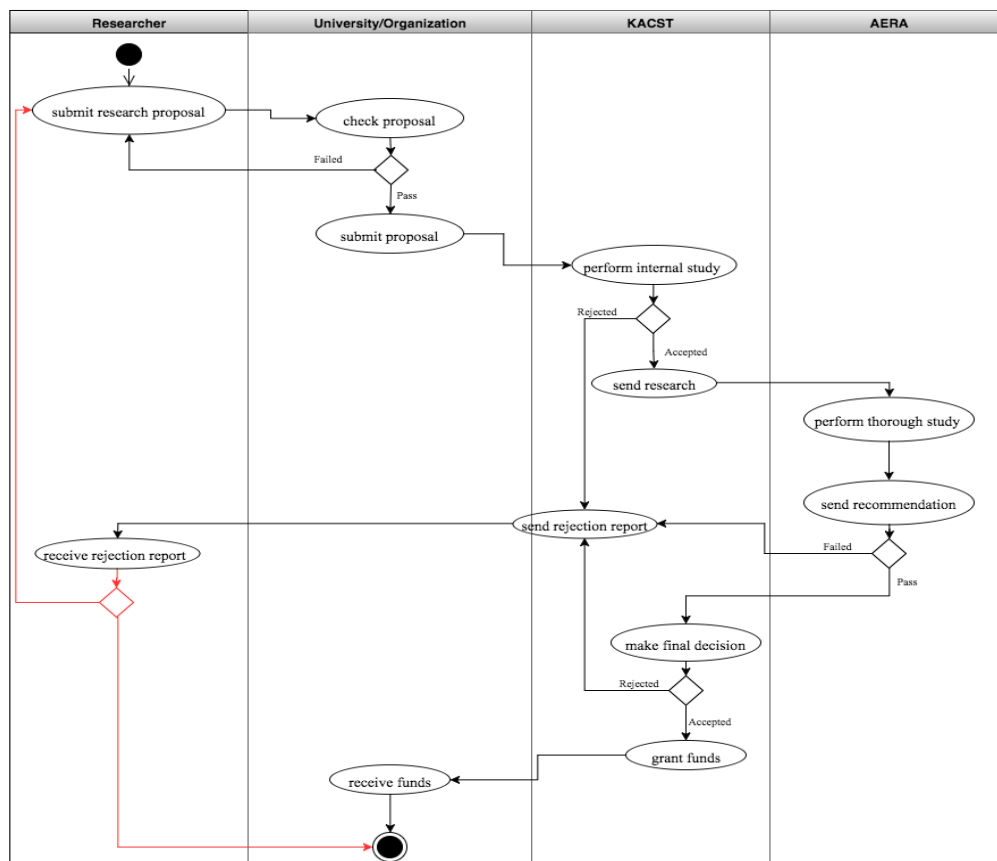 Researcher
University/Organization
KACST
AERA
submit research proposal
check proposal
Failed
Pass
submit proposal
perform internal study
Rejected
Accepted
send research
perform thorough study
send recommendation
send rejection report
Failed
receive rejection report
Pass
make final decision
Rejected
Accepted
grant funds
receive funds